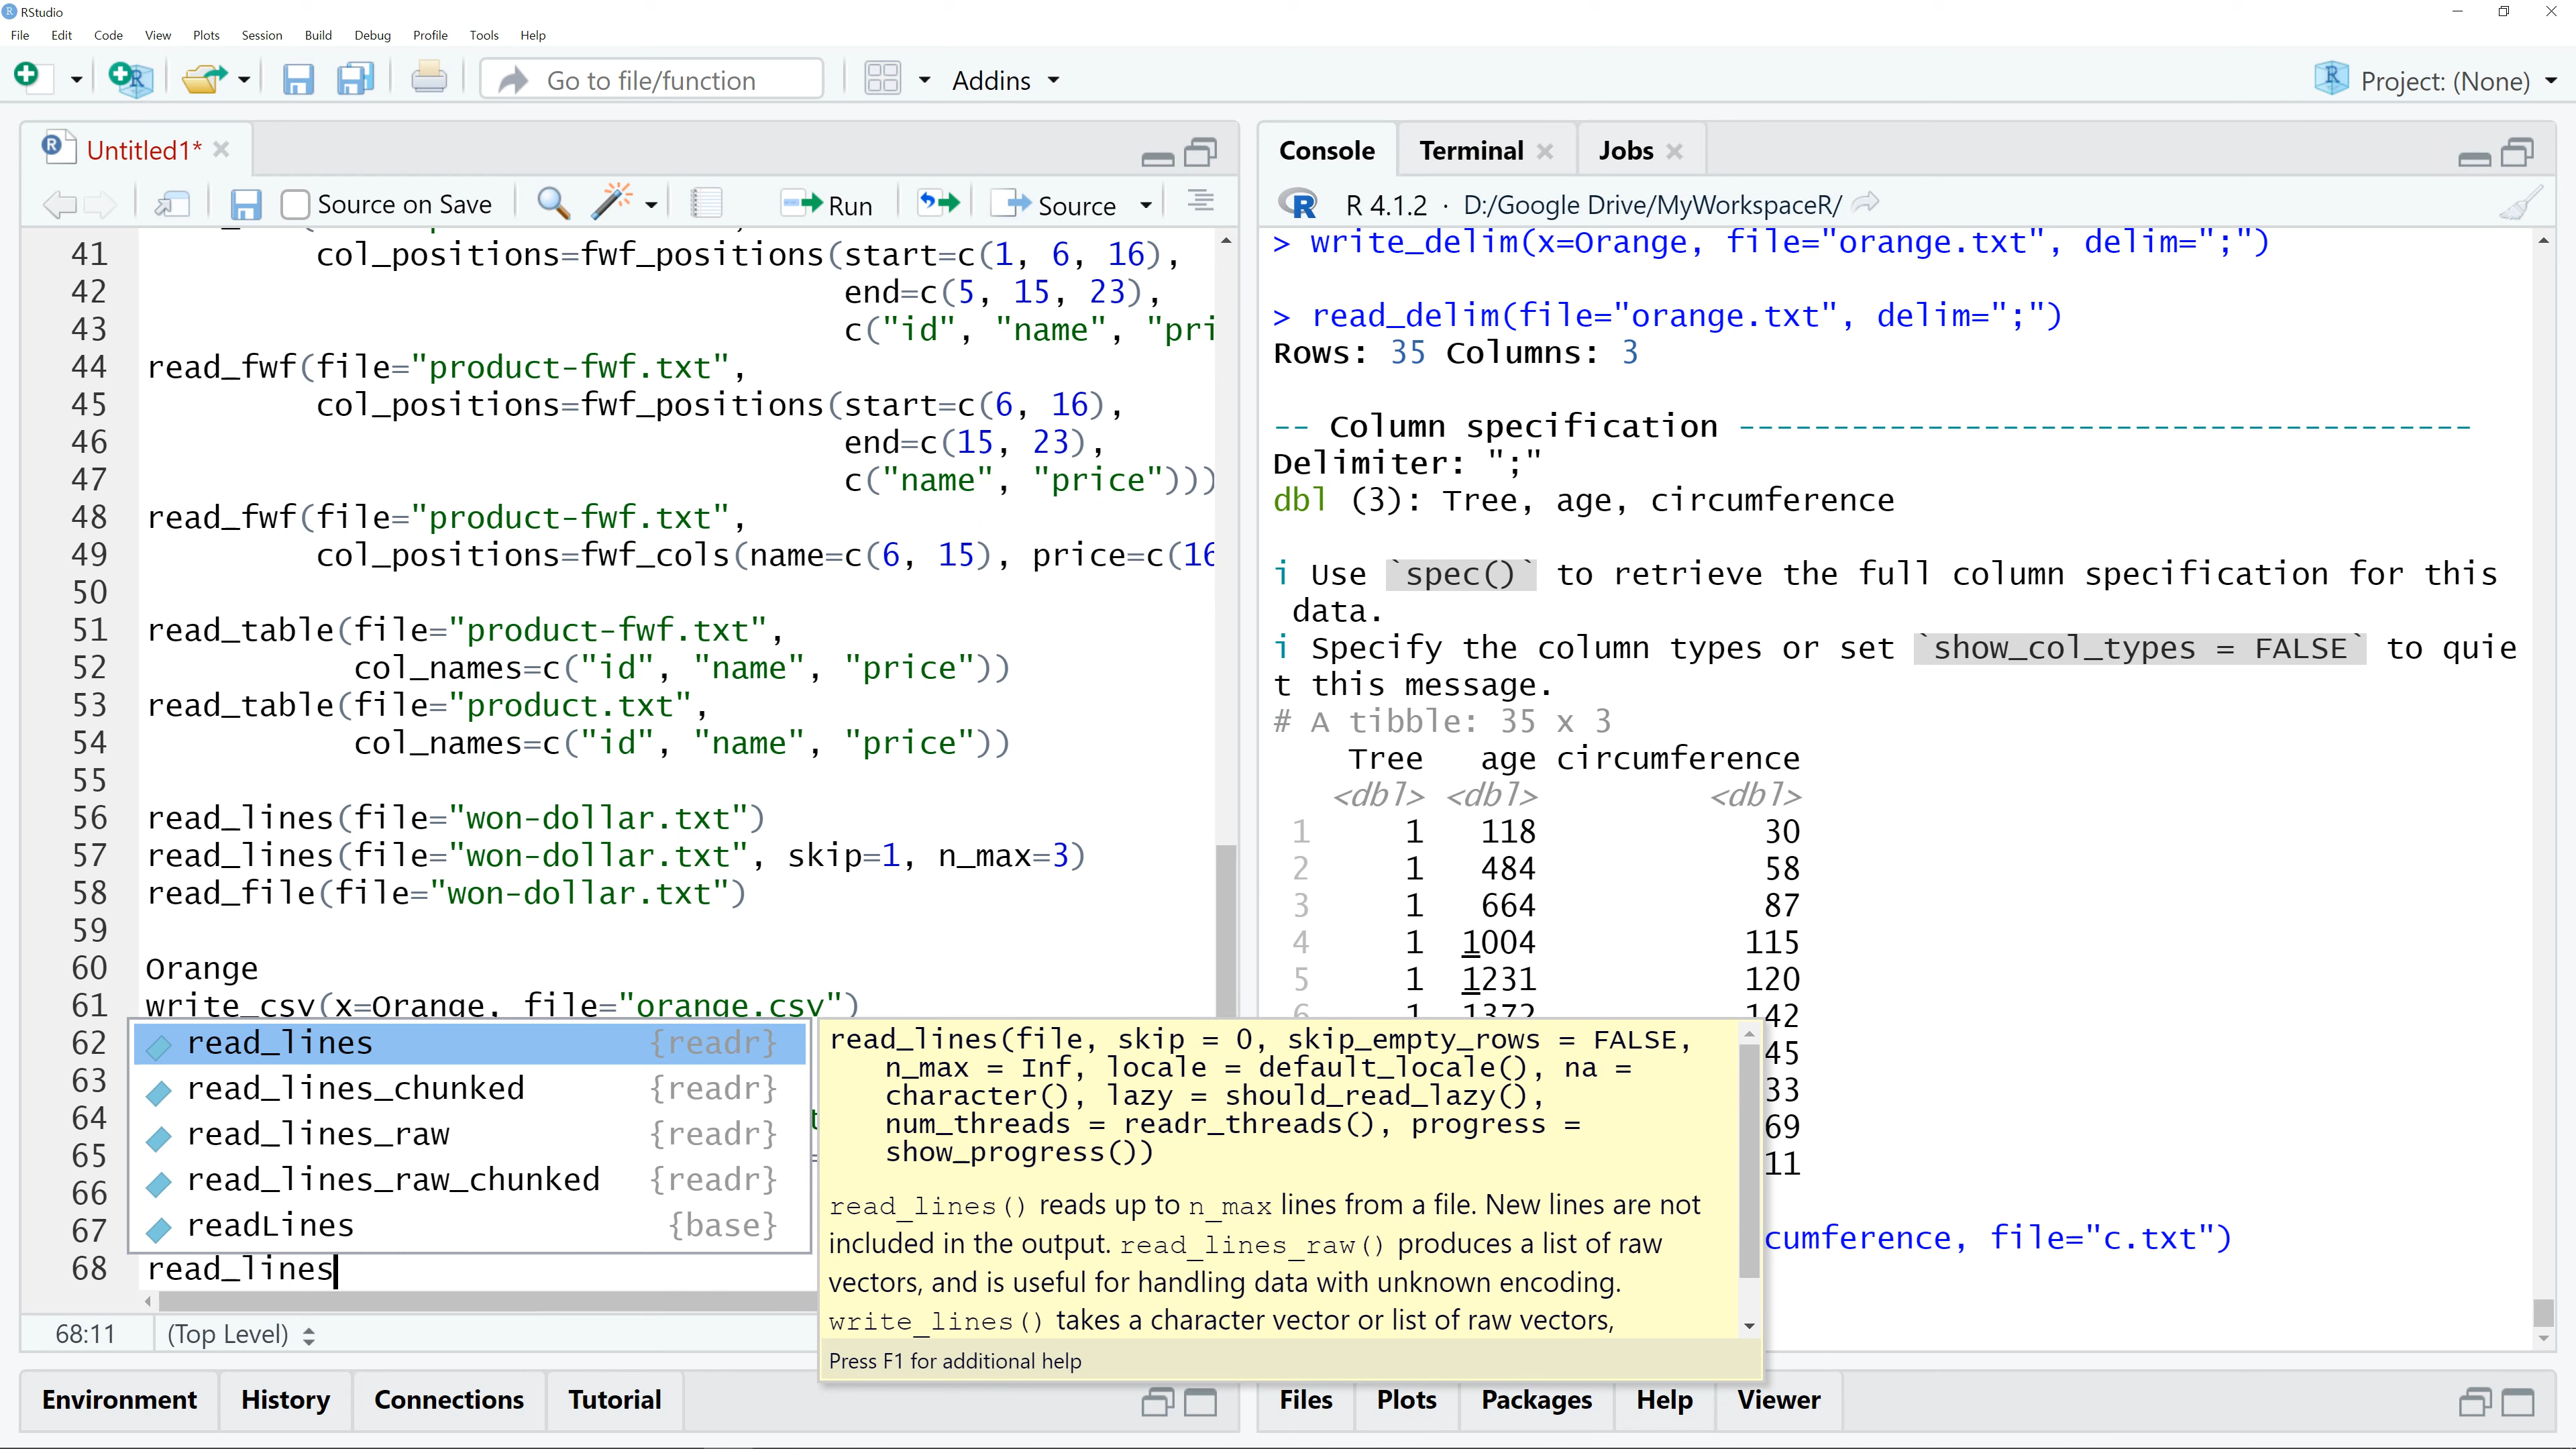 RStudio
File Edit Code View Plots Session Build Debug Profile Tools Help
Go to file/function Addins Project: (None)
Untitled1*
Source on Save Run Source
41 col_positions=fwf_positions(start=c(1, 6, 16),
42 end=c(5, 15, 23),
43 c("id", "name", "pri
44 read_fwf(file="product-fwf.txt",
45 col_positions=fwf_positions(start=c(6, 16),
46 end=c(15, 23),
47 c("name", "price")))
48 read_fwf(file="product-fwf.txt",
49 col_positions=fwf_cols(name=c(6, 15), price=c(16
50
51 read_table(file="product-fwf.txt",
52 col_names=c("id", "name", "price"))
53 read_table(file="product.txt",
54 col_names=c("id", "name", "price"))
55
56 read_lines(file="won-dollar.txt")
57 read_lines(file="won-dollar.txt", skip=1, n_max=3)
58 read_file(file="won-dollar.txt")
59
60 Orange
61 write_csv(x=Orange, file="orange.csv")
62
63
64
65
66
67
68 read_lines
read_lines {readr}
read_lines_chunked {readr}
read_lines_raw {readr}
read_lines_raw_chunked {readr}
readLines {base}
read_lines(file, skip = 0, skip_empty_rows = FALSE,
n_max = Inf, locale = default_locale(), na =
character(), lazy = should_read_lazy(),
num_threads = readr_threads(), progress =
show_progress())
read_lines() reads up to n_max lines from a file. New lines are not
included in the output. read_lines_raw() produces a list of raw
vectors, and is useful for handling data with unknown encoding.
write_lines() takes a character vector or list of raw vectors,
Press F1 for additional help
68:11 (Top Level)
Environment History Connections Tutorial
Console Terminal Jobs
R 4.1.2 · D:/Google Drive/MyWorkspaceR/
> write_delim(x=Orange, file="orange.txt", delim=";")
> read_delim(file="orange.txt", delim=";")
Rows: 35 Columns: 3
-- Column specification ---------------------------------------
Delimiter: ";"
dbl (3): Tree, age, circumference
i Use `spec()` to retrieve the full column specification for this
data.
i Specify the column types or set `show_col_types = FALSE` to quie
t this message.
# A tibble: 35 x 3
Tree age circumference
<dbl> <dbl> <dbl>
1 1 118 30
2 1 484 58
3 1 664 87
4 1 1004 115
5 1 1231 120
6 1 1372 142
45
33
69
11
cumference, file="c.txt")
Files Plots Packages Help Viewer